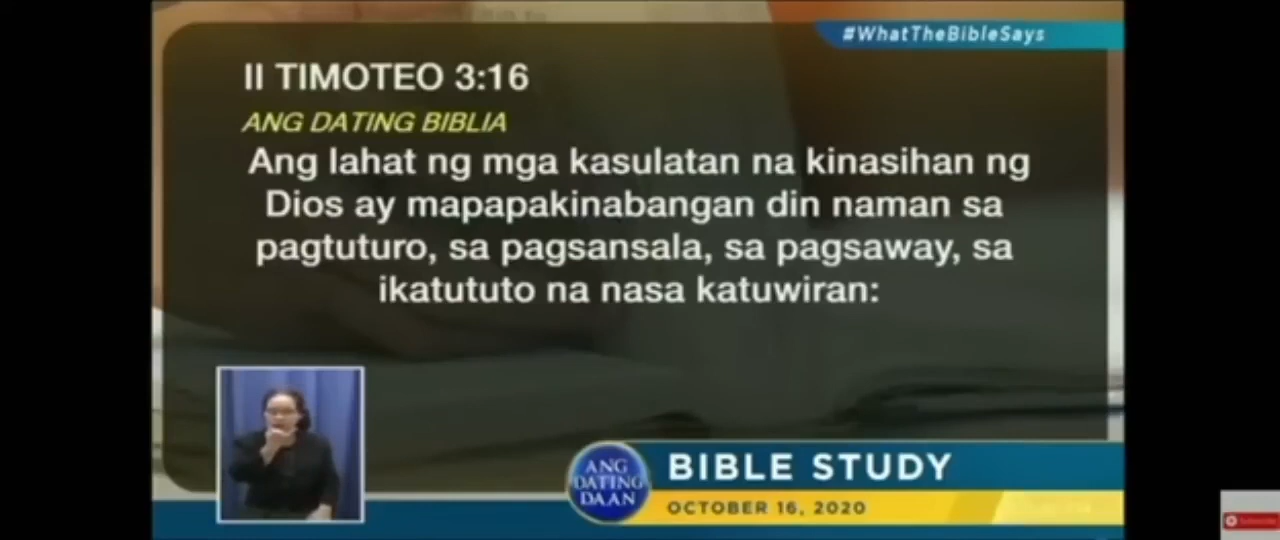 #WhatTheBibleSays
II TIMOTEO 3:16
ANG DATING BIBLIA
Ang lahat ng mga kasulatan na kinasihan ng
Dios ay mapapakinabangan din naman sa
pagtuturo, sa pagsansala, sa pagsaway, sa
ikatututo na nasa katuwiran:
ANG
DATING
DAAN
BIBLE STUDY
OCTOBER 16, 2020
Subscribe